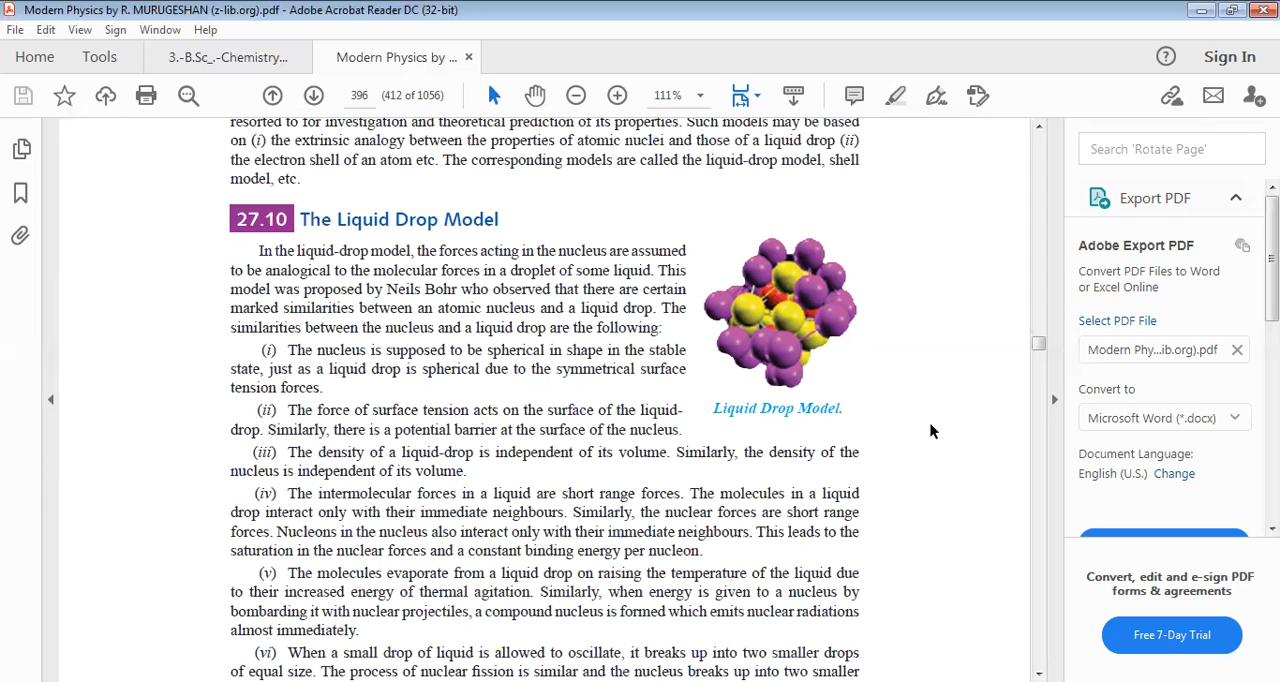 Modern Physics by R. MURUGESHAN (z-lib.org).pdf - Adobe Acrobat Reader DC (32-bit)
File Edit View Sign Window Help
Home Tools 3.-B.Sc_.-Chemistry... Modern Physics by ... × Sign In
396 (412 of 1056) 111%
resorted to for investigation and theoretical prediction of its properties. Such models may be based
on (i) the extrinsic analogy between the properties of atomic nuclei and those of a liquid drop (ii)
the electron shell of an atom etc. The corresponding models are called the liquid-drop model, shell
model, etc.
27.10 The Liquid Drop Model
In the liquid-drop model, the forces acting in the nucleus are assumed
to be analogical to the molecular forces in a droplet of some liquid. This
model was proposed by Neils Bohr who observed that there are certain
marked similarities between an atomic nucleus and a liquid drop. The
similarities between the nucleus and a liquid drop are the following:
(i) The nucleus is supposed to be spherical in shape in the stable
state, just as a liquid drop is spherical due to the symmetrical surface
tension forces.
(ii) The force of surface tension acts on the surface of the liquid-
drop. Similarly, there is a potential barrier at the surface of the nucleus.
Liquid Drop Model.
(iii) The density of a liquid-drop is independent of its volume. Similarly, the density of the
nucleus is independent of its volume.
(iv) The intermolecular forces in a liquid are short range forces. The molecules in a liquid
drop interact only with their immediate neighbours. Similarly, the nuclear forces are short range
forces. Nucleons in the nucleus also interact only with their immediate neighbours. This leads to the
saturation in the nuclear forces and a constant binding energy per nucleon.
(v) The molecules evaporate from a liquid drop on raising the temperature of the liquid due
to their increased energy of thermal agitation. Similarly, when energy is given to a nucleus by
bombarding it with nuclear projectiles, a compound nucleus is formed which emits nuclear radiations
almost immediately.
(vi) When a small drop of liquid is allowed to oscillate, it breaks up into two smaller drops
of equal size. The process of nuclear fission is similar and the nucleus breaks up into two smaller
Search 'Rotate Page'
Export PDF
Adobe Export PDF
Convert PDF Files to Word
or Excel Online
Select PDF File
Modern Phy...ib.org).pdf ×
Convert to
Microsoft Word (*.docx)
Document Language:
English (U.S.) Change
Convert, edit and e-sign PDF
forms & agreements
Free 7-Day Trial